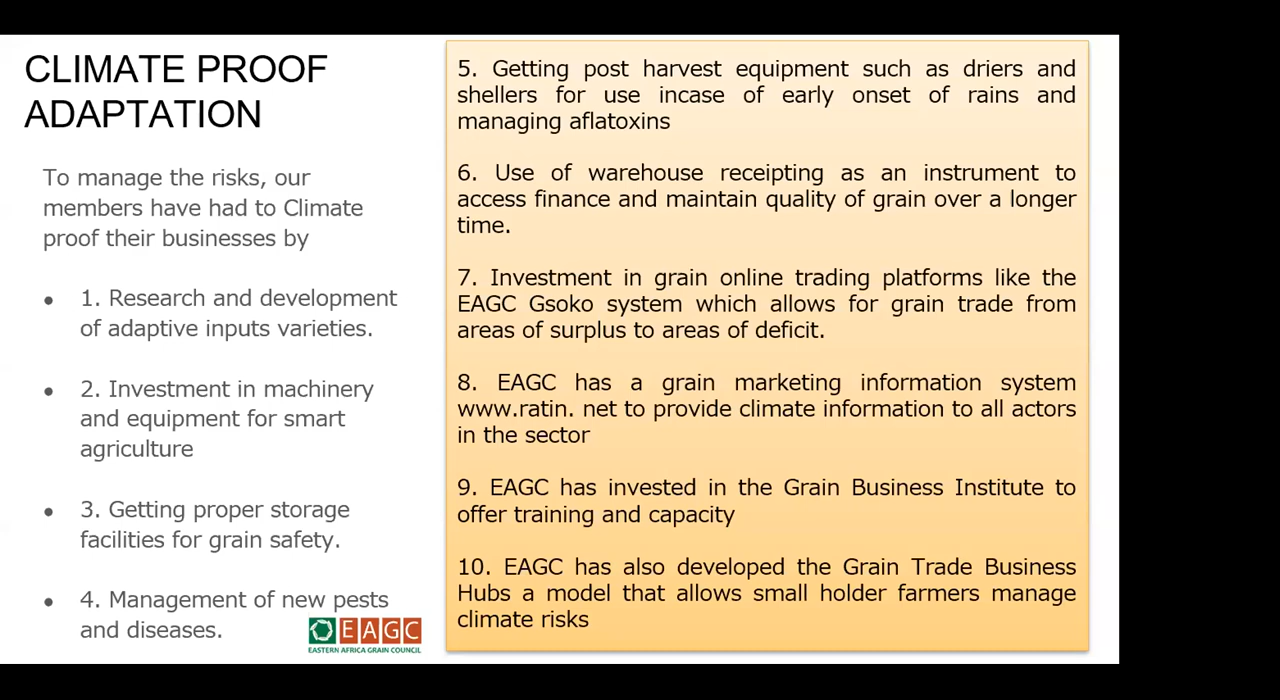 CLIMATE PROOF
ADAPTATION
To manage the risks, our
members have had to Climate
proof their businesses by
• 1. Research and development
of adaptive inputs varieties.
• 2. Investment in machinery
and equipment for smart
agriculture
• 3. Getting proper storage
facilities for grain safety.
• 4. Management of new pests
and diseases.
EAGC
EASTERN AFRICA GRAIN COUNCIL
5. Getting post harvest equipment such as driers and
shellers for use incase of early onset of rains and
managing aflatoxins
6. Use of warehouse receipting as an instrument to
access finance and maintain quality of grain over a longer
time.
7. Investment in grain online trading platforms like the
EAGC Gsoko system which allows for grain trade from
areas of surplus to areas of deficit.
8. EAGC has a grain marketing information system
www.ratin. net to provide climate information to all actors
in the sector
9. EAGC has invested in the Grain Business Institute to
offer training and capacity
10. EAGC has also developed the Grain Trade Business
Hubs a model that allows small holder farmers manage
climate risks